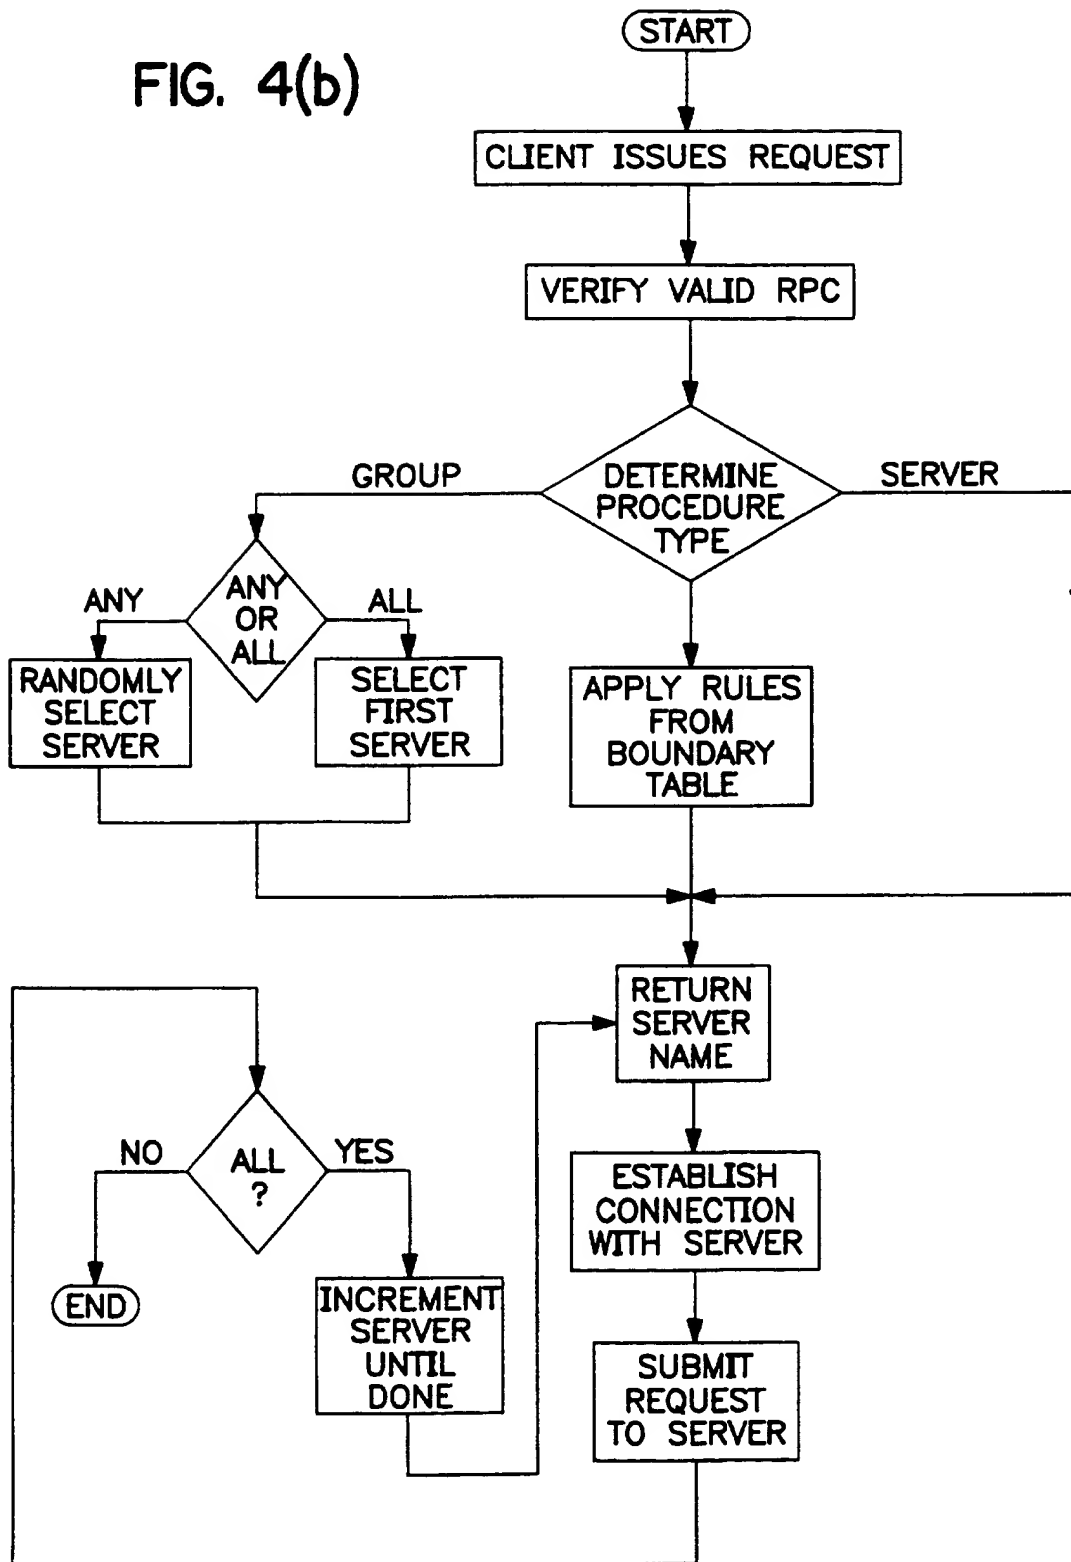 START
FIG. 4(b)
CLIENT ISSUES REQUEST
VERIFY VALID RPC
GROUP
DETERMINE
PROCEDURE
TYPE
SERVER
ANY
ANY
OR
ALL
ALL
RANDOMLY
SELECT
SERVER
SELECT
FIRST
SERVER
APPLY RULES
FROM
BOUNDARY
TABLE
RETURN
SERVER
NAME
NO
ALL
?
YES
ESTABLISH
CONNECTION
WITH SERVER
END
INCREMENT
SERVER
UNTIL
DONE
SUBMIT
REQUEST
TO SERVER